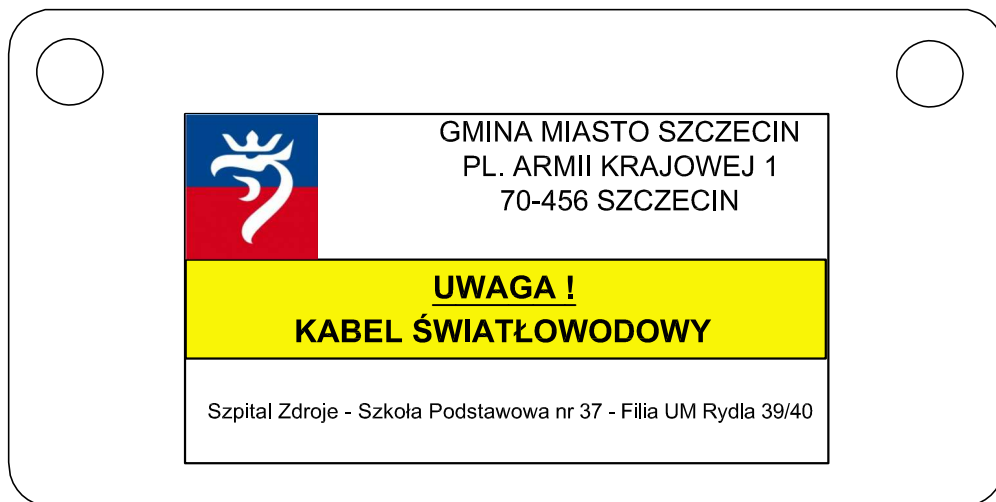 GMINA MIASTO SZCZECIN
PL. ARMII KRAJOWEJ 1
70-456 SZCZECIN
UWAGA !
KABEL ŚWIATŁOWODOWY
Szpital Zdroje - Szkoła Podstawowa nr 37 - Filia UM Rydla 39/40